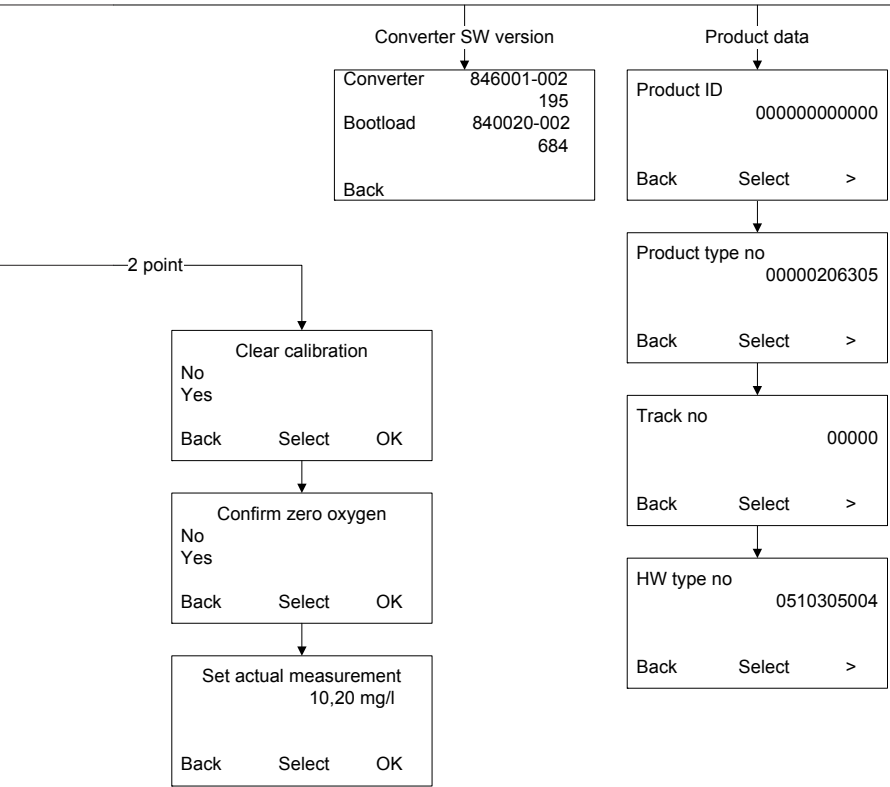 Converter SW version
Converter 846001-002
195
Bootload 840020-002
684
Back
Product data
Product ID
000000000000
Back Select >
Product type no
00000206305
Back Select >
Track no
00000
Back Select >
HW type no
0510305004
Back Select >
2 point
Clear calibration
No
Yes
Back Select OK
Confirm zero oxygen
No
Yes
Back Select OK
Set actual measurement
10,20 mg/l
Back Select OK